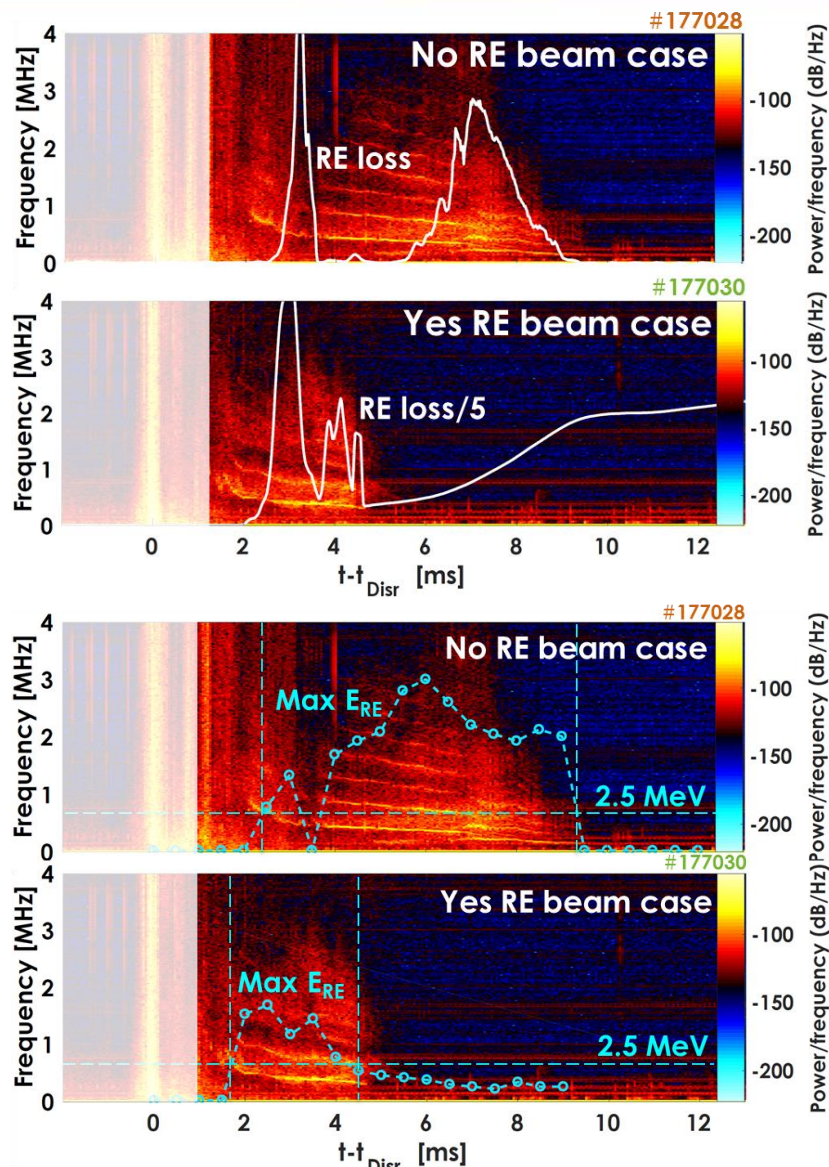 #177028
No RE beam case
RE loss
Frequency [MHz]
4
3
2
1
0
-100
-150
-200
Power/frequency (dB/Hz)
#177030
Yes RE beam case
RE loss/5
Frequency [MHz]
4
3
2
1
0
-100
-150
-200
Power/frequency (dB/Hz)
0 2 4 6 8 10 12
t-tDisr [ms]
#177028
No RE beam case
Max ERE
2.5 MeV
Frequency [MHz]
4
3
2
1
0
-100
-150
-200
Power/frequency (dB/Hz)
#177030
Yes RE beam case
Max ERE
2.5 MeV
Frequency [MHz]
4
3
2
1
0
-100
-150
-200
Power/frequency (dB/Hz)
0 2 4 6 8 10 12
t-tDisr [ms]